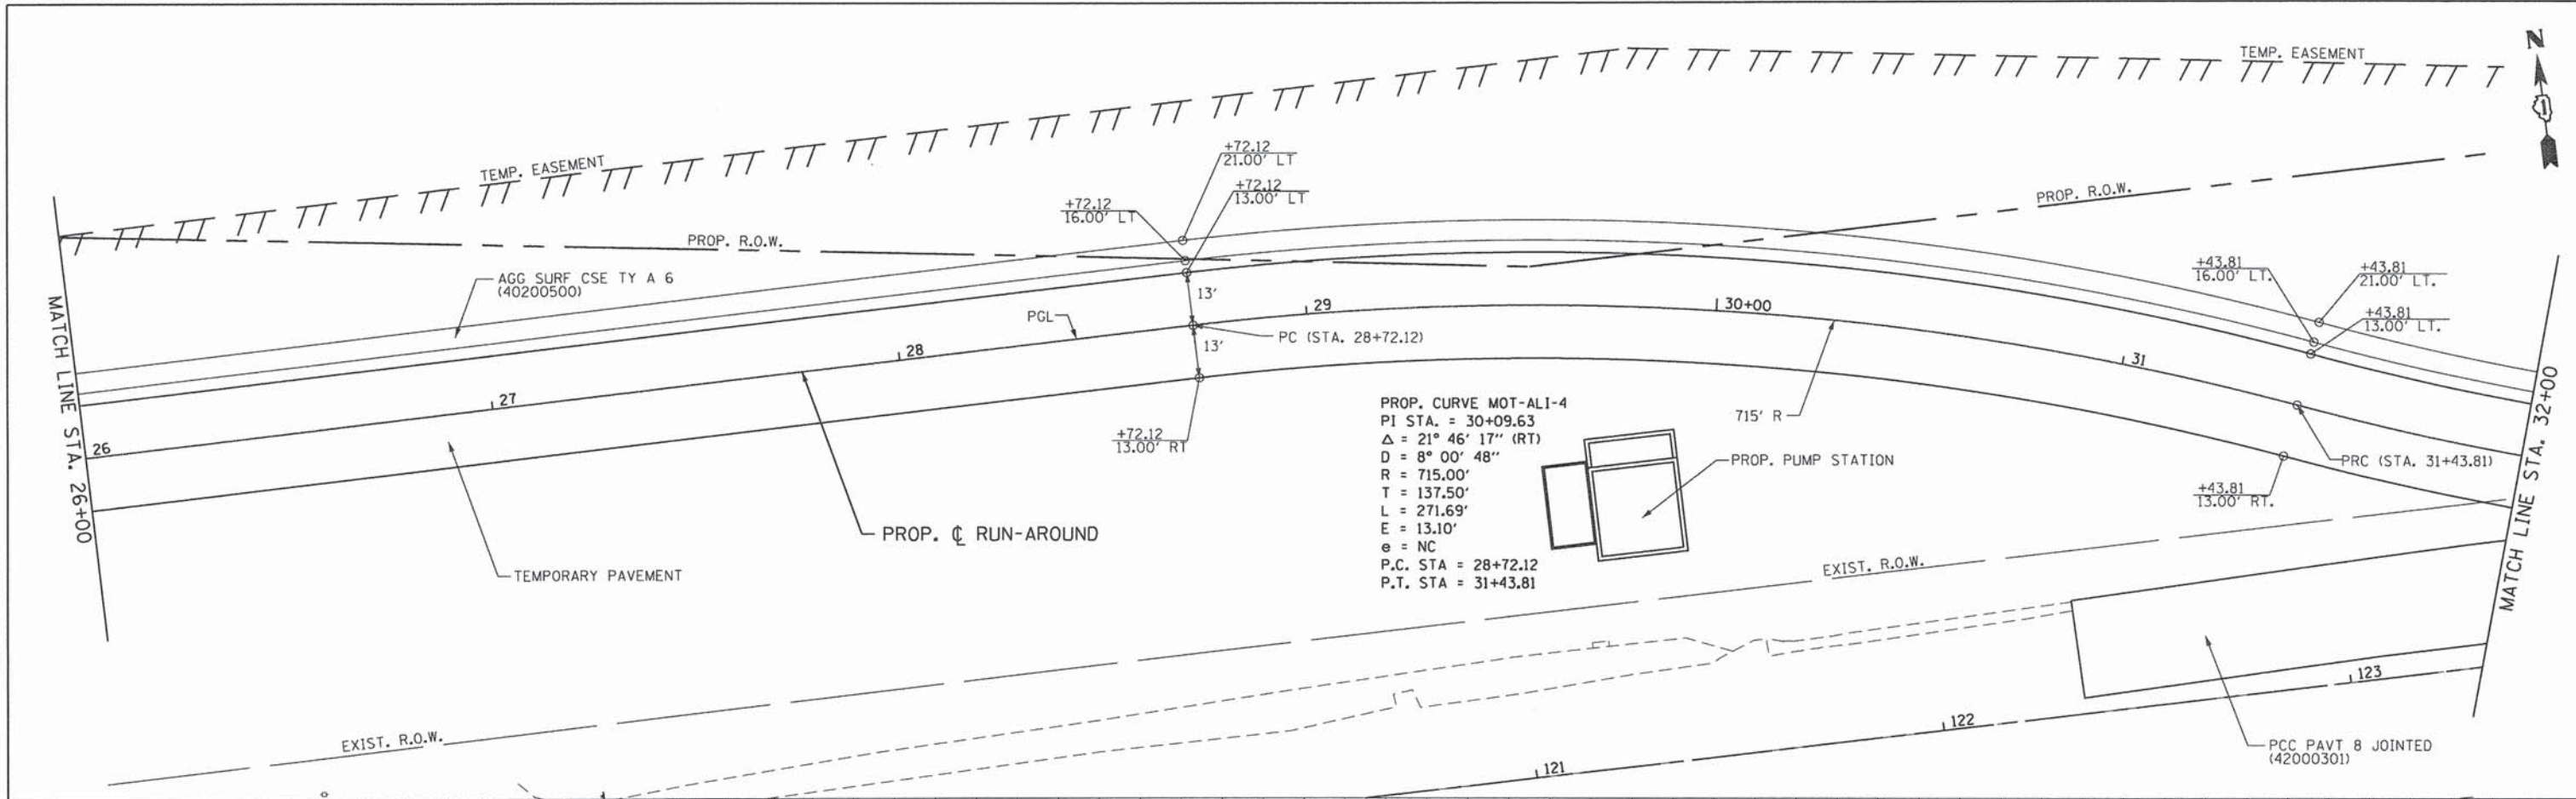 TEMP. EASEMENT
N
TEMP. EASEMENT
PROP. R.O.W.
+72.12
21.00' LT
+72.12
13.00' LT
+72.12
16.00' LT
PROP. R.O.W.
AGG SURF CSE TY A 6
(40200500)
+43.81
16.00' LT.
+43.81
21.00' LT.
+43.81
13.00' LT.
MATCH LINE STA. 26+00
13'
PGL
PC (STA. 28+72.12)
13'
26
27
28
29
30+00
31
715' R
PROP. CURVE MOT-ALI-4
PI STA. = 30+09.63
Δ = 21° 46' 17'' (RT)
D = 8° 00' 48''
R = 715.00'
T = 137.50'
L = 271.69'
E = 13.10'
e = NC
P.C. STA = 28+72.12
P.T. STA = 31+43.81
+72.12
13.00' RT
PROP. PUMP STATION
PRC (STA. 31+43.81)
+43.81
13.00' RT.
MATCH LINE STA. 32+00
PROP. ℄ RUN-AROUND
TEMPORARY PAVEMENT
EXIST. R.O.W.
EXIST. R.O.W.
121
122
123
PCC PAVT 8 JOINTED
(42000301)